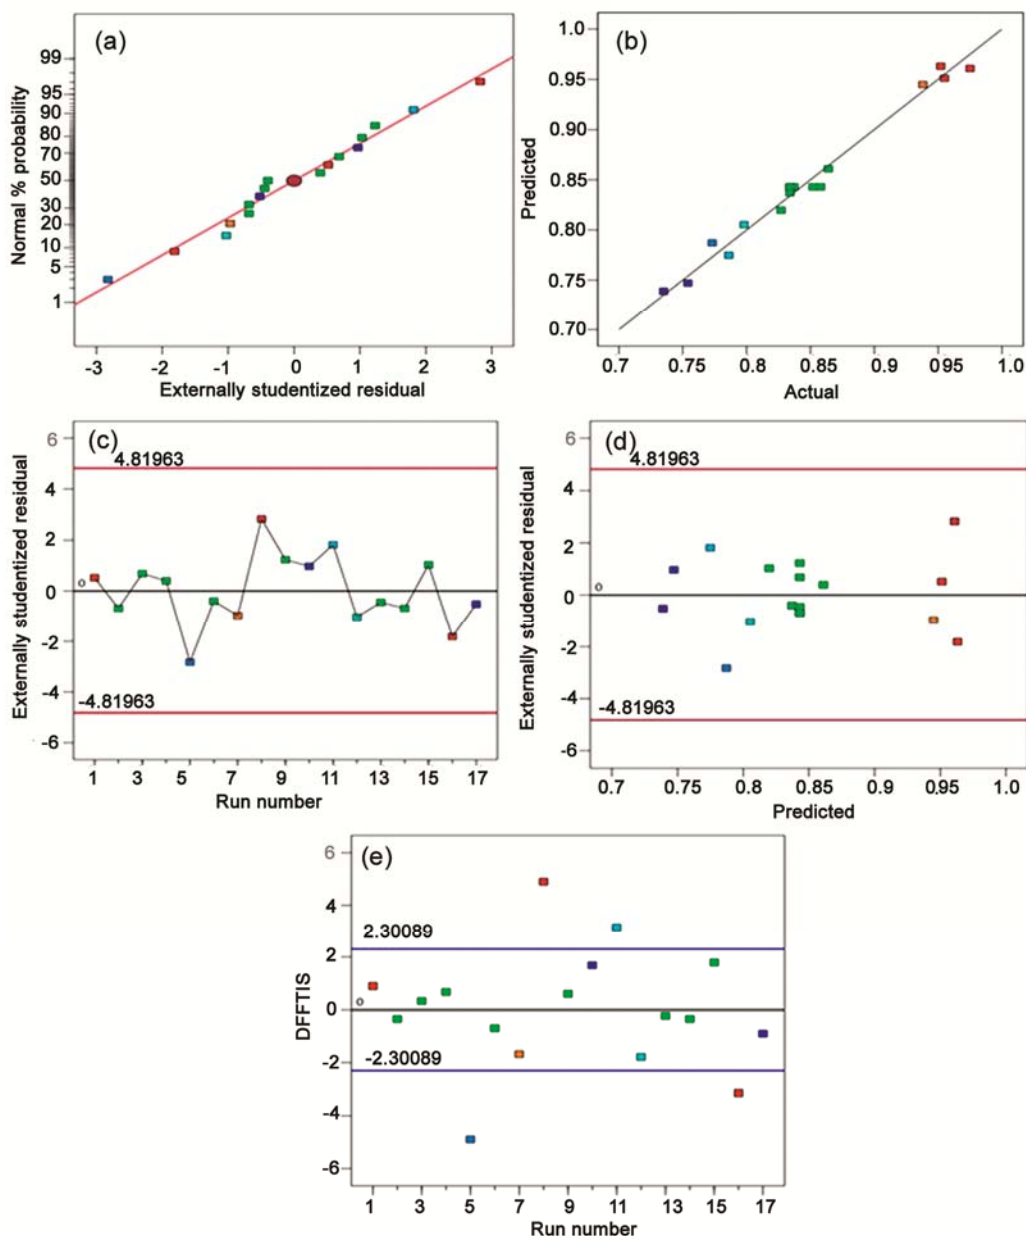 (a)
Normal % probability
99
95
90
80
70
50
30
20
10
5
1
-3 -2 -1 0 1 2 3
Externally studentized residual
(b)
Predicted
1.0
0.95
0.90
0.85
0.80
0.75
0.70
0.7 0.75 0.8 0.85 0.9 095 1.0
Actual
(c)
Externally studentized residual
6
4
2
0
-2
-4
-6
4.81963
0
-4.81963
1 3 5 7 9 11 13 15 17
Run number
(d)
Externally studentized residual
6
4
2
0
-2
-4
-6
4.81963
0
-4.81963
0.7 0.75 0.8 0.85 0.9 0.95 1.0
Predicted
(e)
DFFTIS
6
4
2
0
-2
-4
-6
2.30089
0
-2.30089
1 3 5 7 9 11 13 15 17
Run number